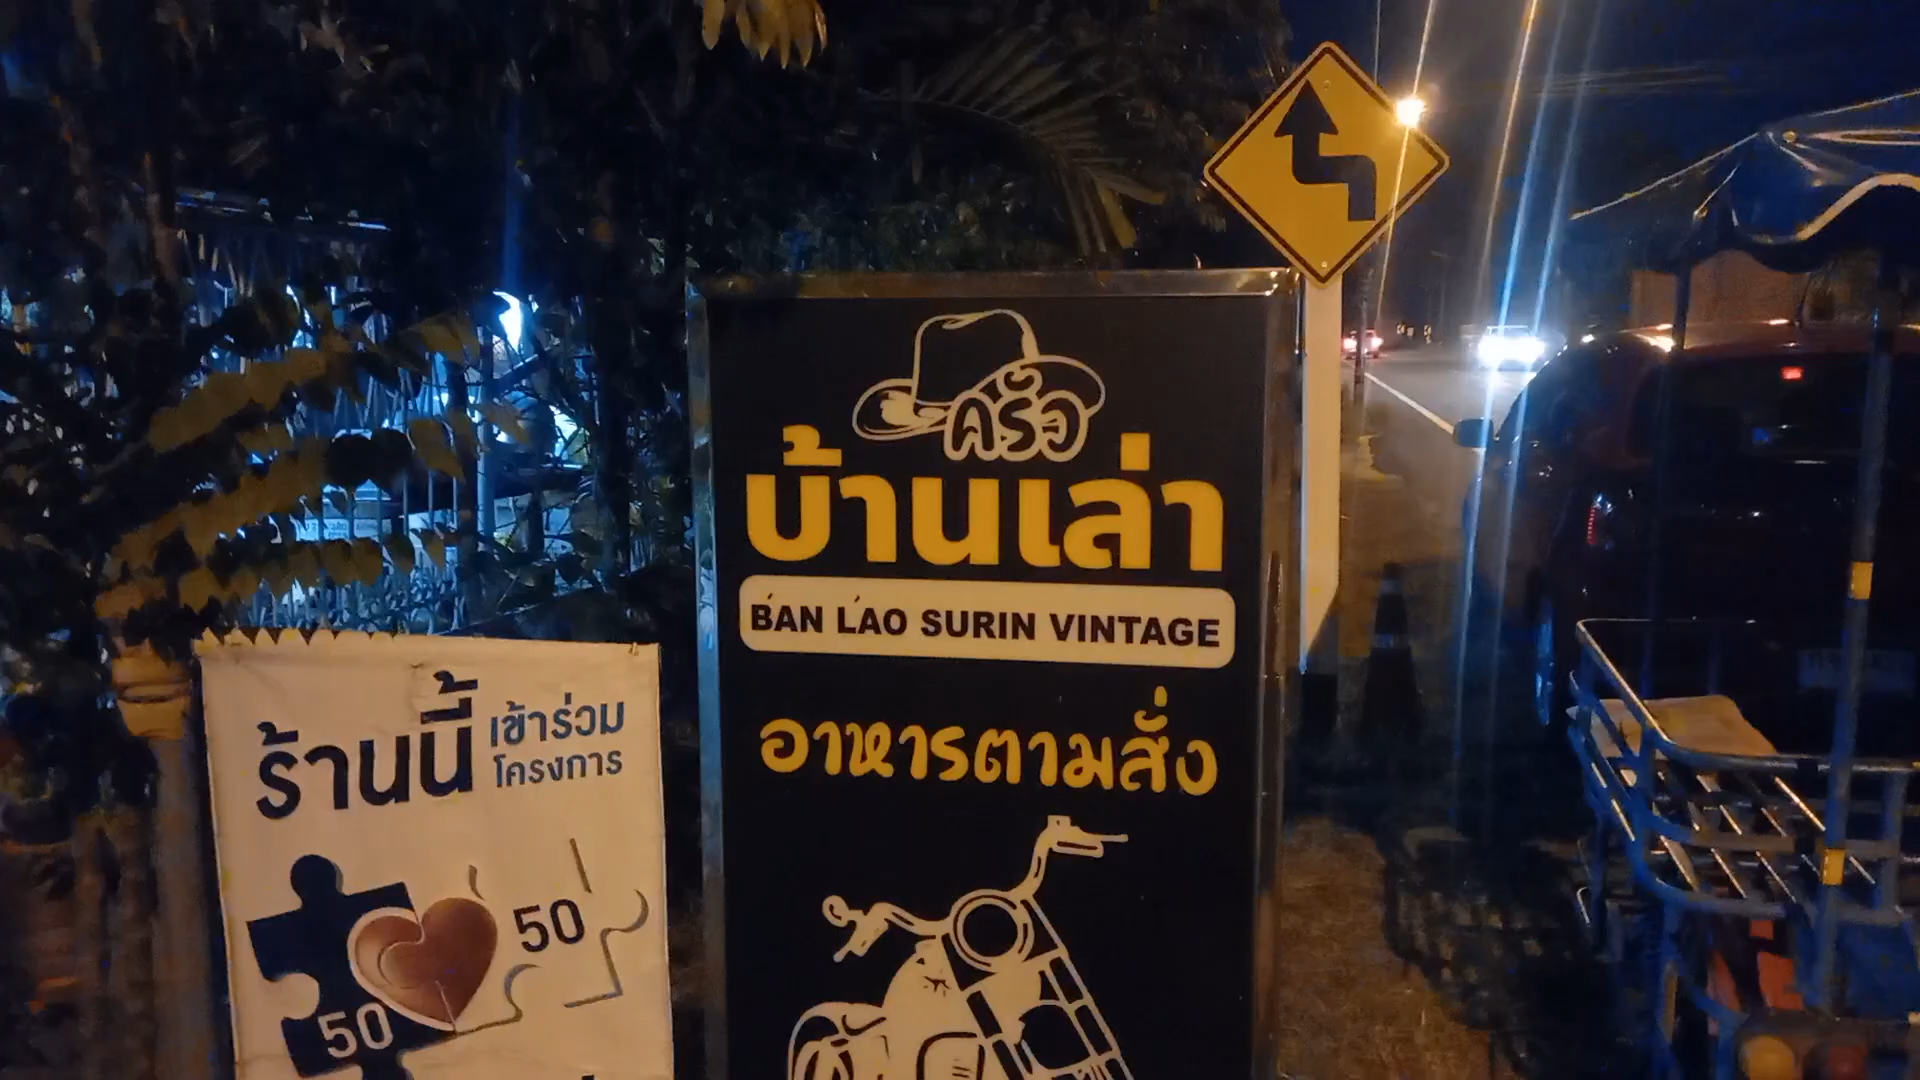 ครัว
บ้านเล่า
BAN LAO SURIN VINTAGE
อาหารตามสั่ง
ร้านนี้
เข้าร่วม
โครงการ
50
50